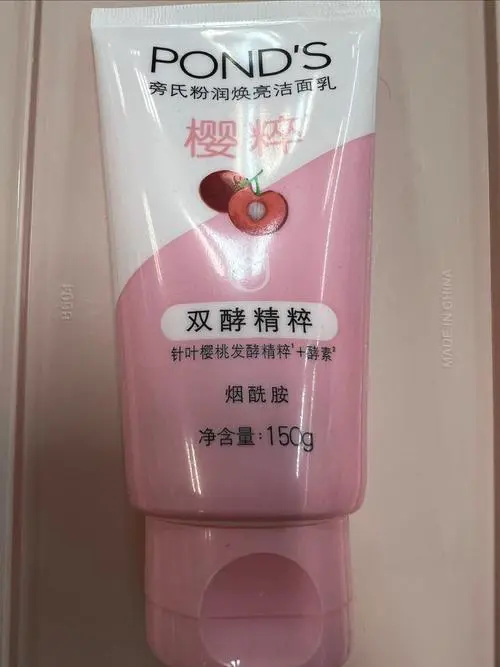 POND'S
旁氏粉润焕亮洁面乳
樱粹
双酵精粹
针叶樱桃发酵精粹¹+酵素²
烟酰胺
净含量:150g
8604
MADE IN CHINA